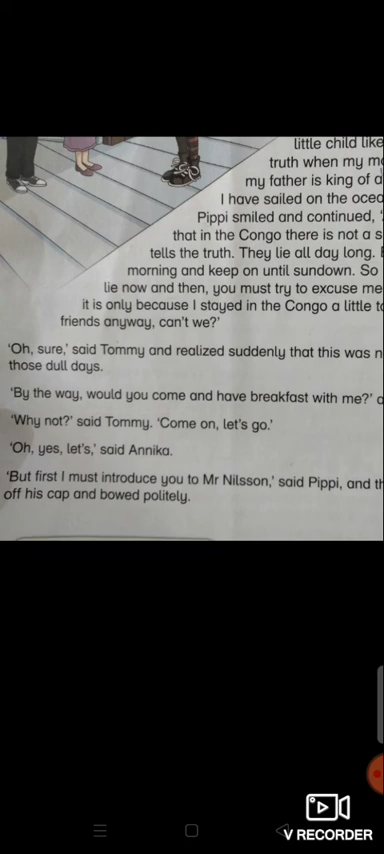 little child like
truth when my m
my father is king of a
I have sailed on the ocea
Pippi smiled and continued, '
that in the Congo there is not a s
tells the truth. They lie all day long.
morning and keep on until sundown. So
lie now and then, you must try to excuse me
it is only because I stayed in the Congo a little to
friends anyway, can't we?'
'Oh, sure,' said Tommy and realized suddenly that this was n
those dull days.
'By the way, would you come and have breakfast with me?' a
'Why not?' said Tommy. 'Come on, let's go.'
'Oh, yes, let's,' said Annika.
'But first I must introduce you to Mr Nilsson,' said Pippi, and th
off his cap and bowed politely.
V RECORDER